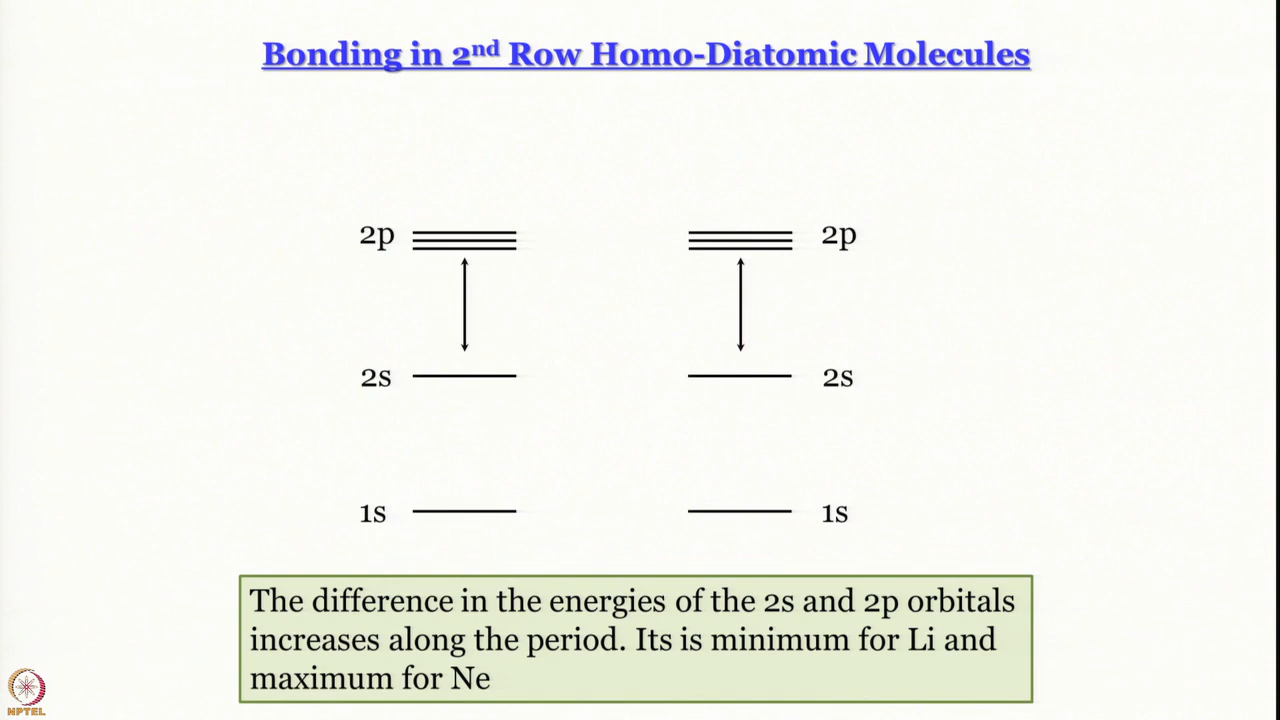 Bonding in 2nd Row Homo-Diatomic Molecules
2p 2p
2s 2s
1s 1s
The difference in the energies of the 2s and 2p orbitals
increases along the period. Its is minimum for Li and
maximum for Ne
NPTEL